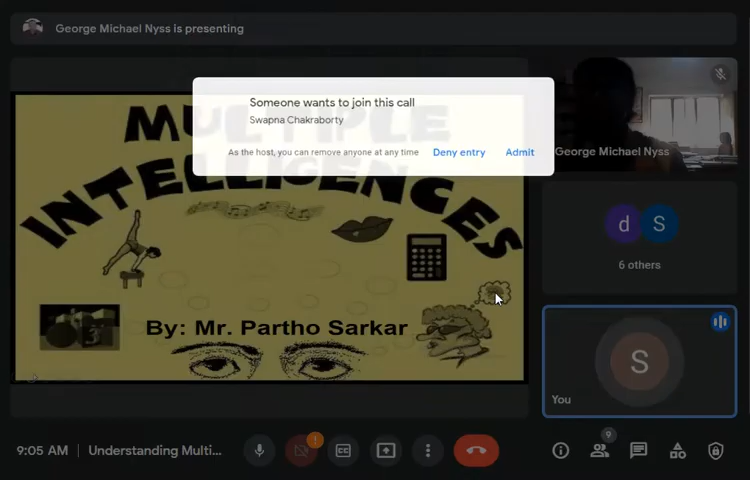 George Michael Nyss is presenting
Someone wants to join this call
Swapna Chakraborty
As the host, you can remove anyone at any time
Deny entry
Admit
MULTIPLE
INTELLIGENCES
By: Mr. Partho Sarkar
George Michael Nyss
d
S
6 others
S
You
9:05 AM
Understanding Multi...
!
CC
9